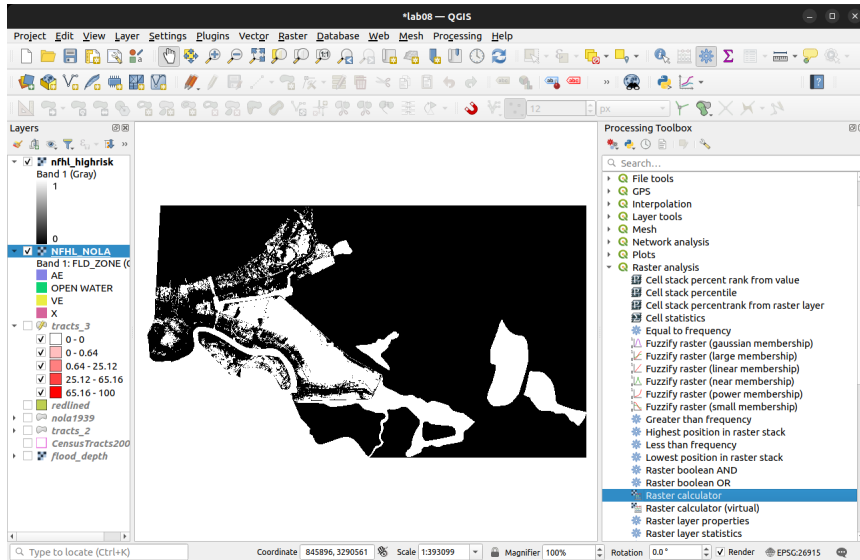 *lab08 — QGIS
Project Edit View Layer Settings Plugins Vector Raster Database Web Mesh Processing Help
12 px
Layers
nfhl_highrisk
Band 1 (Gray)
1
0
NFHL_NOLA
Band 1: FLD_ZONE (
AE
OPEN WATER
VE
X
tracts_3
0 - 0
0 - 0.64
0.64 - 25.12
25.12 - 65.16
65.16 - 100
redlined
nola1939
tracts_2
CensusTracts200
flood_depth
Processing Toolbox
Search…
File tools
GPS
Interpolation
Layer tools
Mesh
Network analysis
Plots
Raster analysis
Cell stack percent rank from value
Cell stack percentile
Cell stack percentrank from raster layer
Cell statistics
Equal to frequency
Fuzzify raster (gaussian membership)
Fuzzify raster (large membership)
Fuzzify raster (linear membership)
Fuzzify raster (near membership)
Fuzzify raster (power membership)
Fuzzify raster (small membership)
Greater than frequency
Highest position in raster stack
Less than frequency
Lowest position in raster stack
Raster boolean AND
Raster boolean OR
Raster calculator
Raster calculator (virtual)
Raster layer properties
Raster layer statistics
Type to locate (Ctrl+K) Coordinate 845896, 3290561 Scale 1:393099 Magnifier 100% Rotation 0.0° Render EPSG:26915